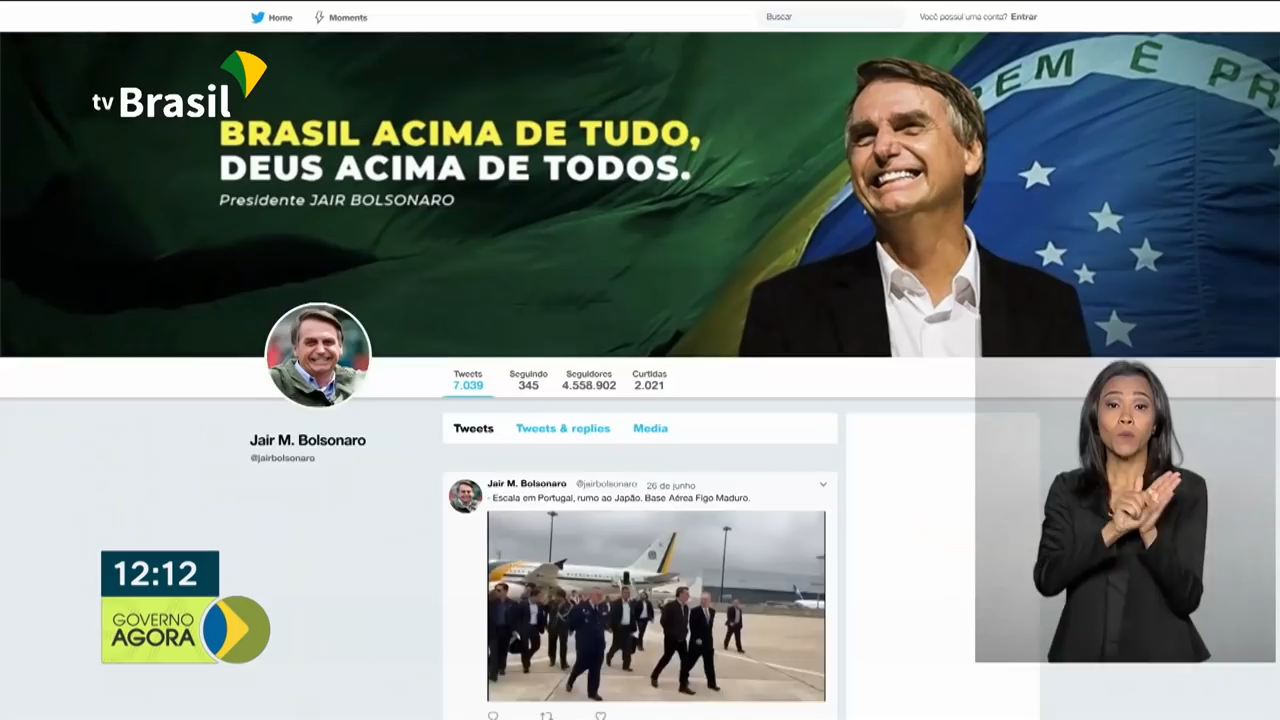 Home
Moments
Buscar
Você possui uma conta? Entrar
EM É PR
tv Brasil
BRASIL ACIMA DE TUDO,
DEUS ACIMA DE TODOS.
Presidente JAIR BOLSONARO
Tweets
7.039
Seguindo
345
Seguidores
4.558.902
Curtidas
2.021
Jair M. Bolsonaro
@jairbolsonaro
Tweets
Tweets & replies
Media
Jair M. Bolsonaro @jairbolsonaro 26 de junho
- Escala em Portugal, rumo ao Japão. Base Aérea Figo Maduro.
12:12
GOVERNO
AGORA